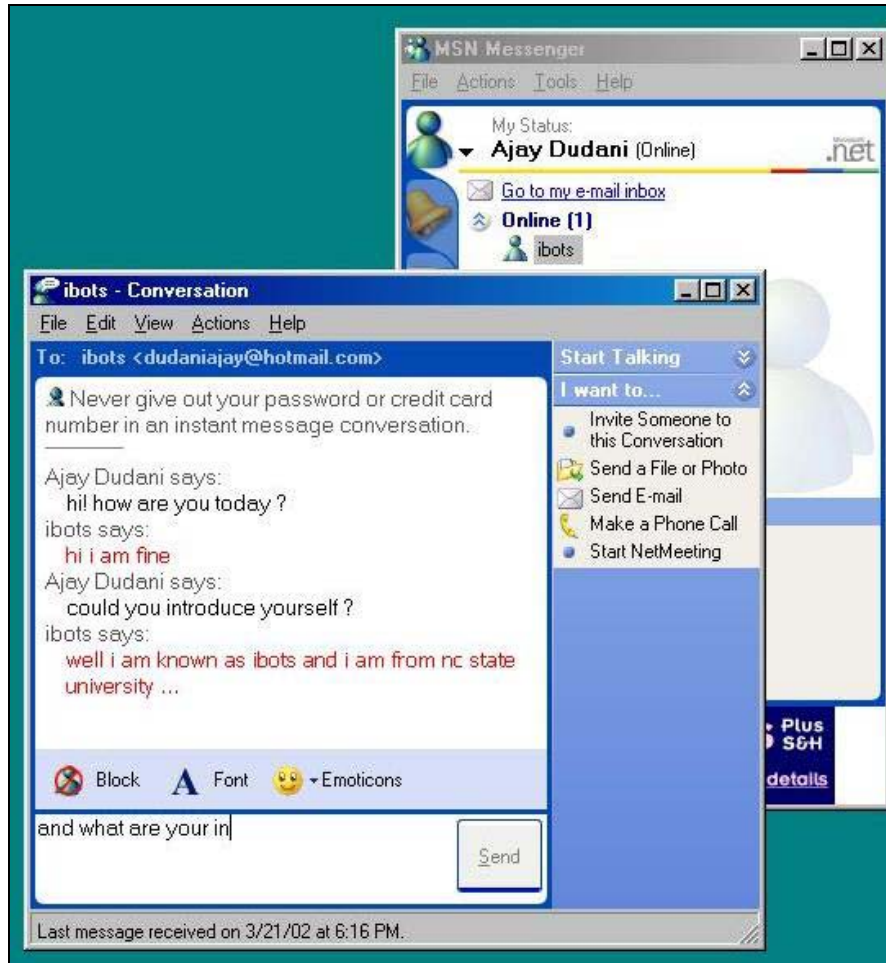 MSN Messenger
File Actions Tools Help
My Status:
Ajay Dudani (Online)
Microsoft
.net
Go to my e-mail inbox
Online (1)
ibots
ibots - Conversation
File Edit View Actions Help
To: ibots <dudaniajay@hotmail.com>
Never give out your password or credit card
number in an instant message conversation.
Ajay Dudani says:
hi! how are you today ?
ibots says:
hi i am fine
Ajay Dudani says:
could you introduce yourself ?
ibots says:
well i am known as ibots and i am from nc state
university ...
Start Talking
I want to...
Invite Someone to
this Conversation
Send a File or Photo
Send E-mail
Make a Phone Call
Start NetMeeting
Block Font Emoticons
and what are your in
Send
Plus
S&H
details
Last message received on 3/21/02 at 6:16 PM.